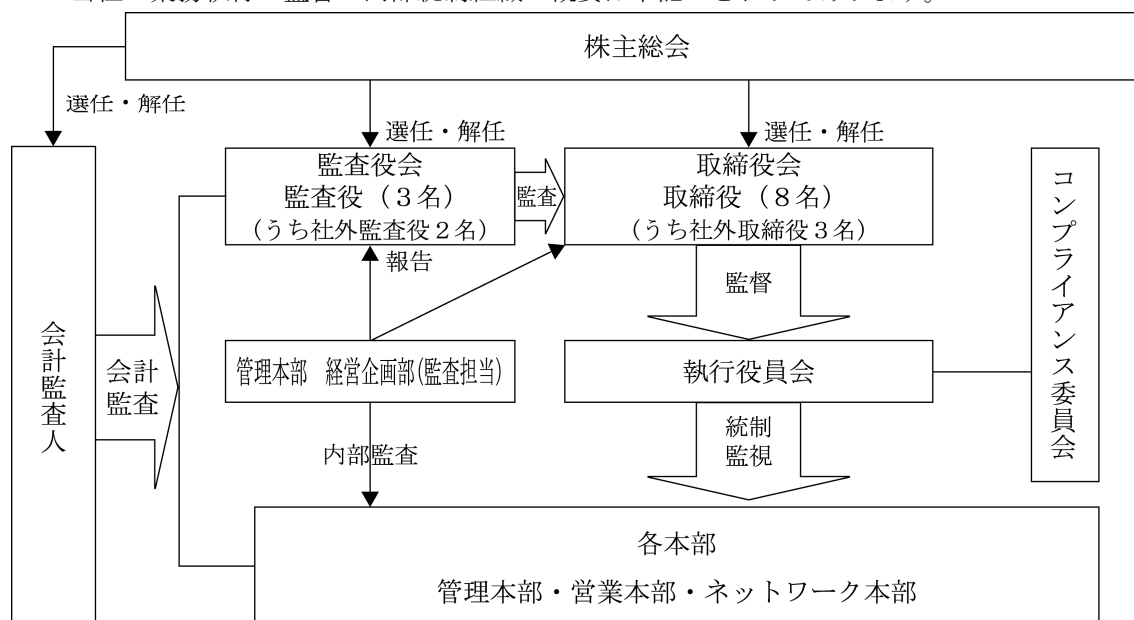 株主総会
選任・解任
選任・解任
選任・解任
監査役会
監査役（３名）
（うち社外監査役２名）
監査
取締役会
取締役（８名）
（うち社外取締役３名）
コンプライアンス委員会
報告
監督
会計監査人
会計
監査
管理本部　経営企画部（監査担当）
執行役員会
内部監査
統制
監視
各本部
管理本部・営業本部・ネットワーク本部